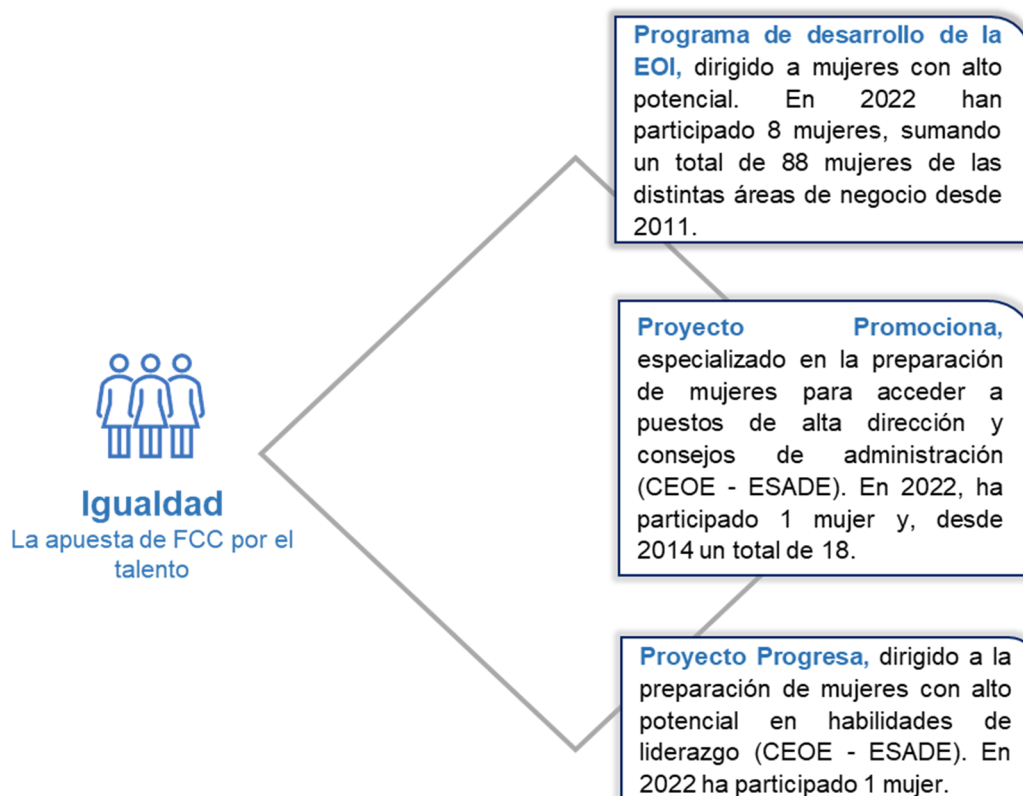 Programa de desarrollo de la
EOI, dirigido a mujeres con alto
potencial. En 2022 han
participado 8 mujeres, sumando
un total de 88 mujeres de las
distintas áreas de negocio desde
2011.
Proyecto Promociona,
especializado en la preparación
de mujeres para acceder a
puestos de alta dirección y
consejos de administración
(CEOE - ESADE). En 2022, ha
participado 1 mujer y, desde
2014 un total de 18.
Igualdad
La apuesta de FCC por el
talento
Proyecto Progresa, dirigido a la
preparación de mujeres con alto
potencial en habilidades de
liderazgo (CEOE - ESADE). En
2022 ha participado 1 mujer.